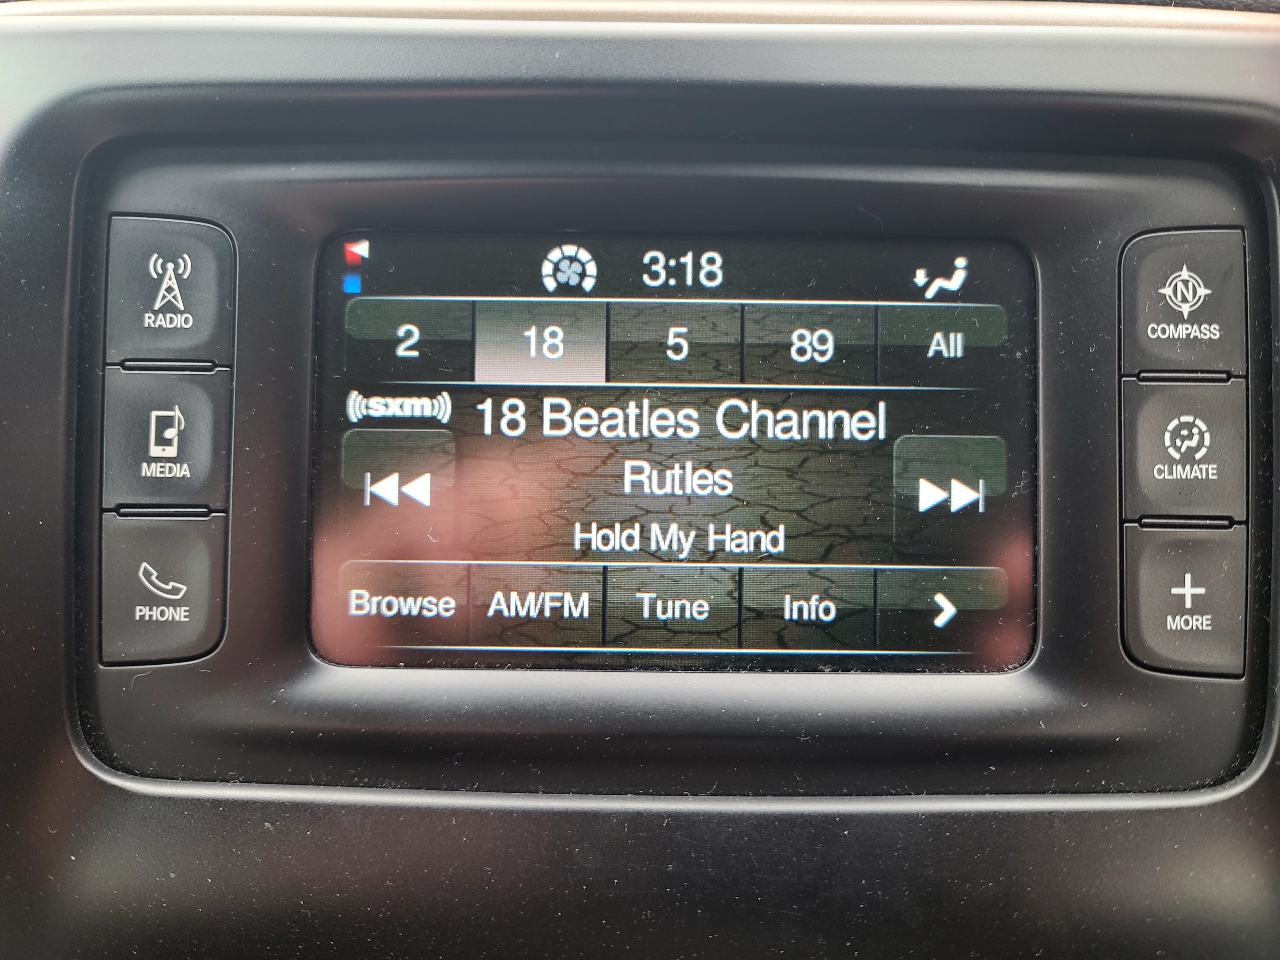 3:18
2 18 5 89 All
sxm 18 Beatles Channel
Rutles
Hold My Hand
Browse AM/FM Tune Info
RADIO
MEDIA
PHONE
N
COMPASS
CLIMATE
MORE